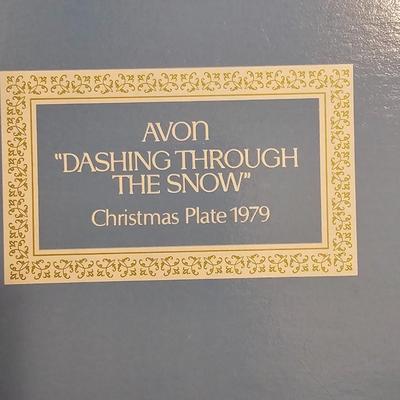 AVON
"DASHING THROUGH
THE SNOW"
Christmas Plate 1979